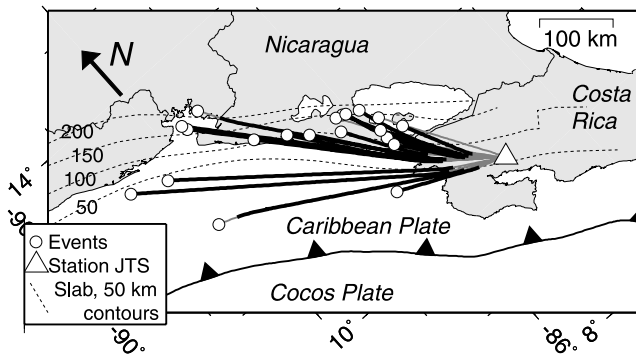 Nicaragua
100 km
N
Costa
Rica
200
150
100
50
14°
Caribbean Plate
Events
Station JTS
Slab, 50 km
contours
Cocos Plate
-90°
10°
-86°
8°